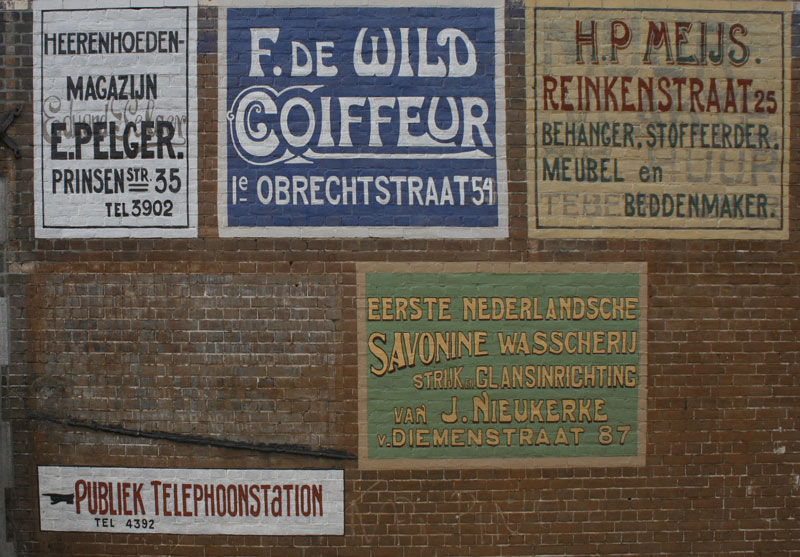 HEERENHOEDEN-
MAGAZIJN
E. PELGER.
PRINSEN STR. 35
TEL 3902
F. DE WILD
COIFFEUR
1e OBRECHTSTRAAT 54
H.P MEIJS.
REINKENSTRAAT 25
BEHANGER, STOFFEERDER.
MEUBEL en
BEDDENMAKER.
EERSTE NEDERLANDSCHE
SAVONINE WASSCHERIJ
STRIJK en GLANSINRICHTING
VAN J. NIEUKERKE
v. DIEMENSTRAAT 87
PUBLIEK TELEPHOONSTATION
TEL 4392